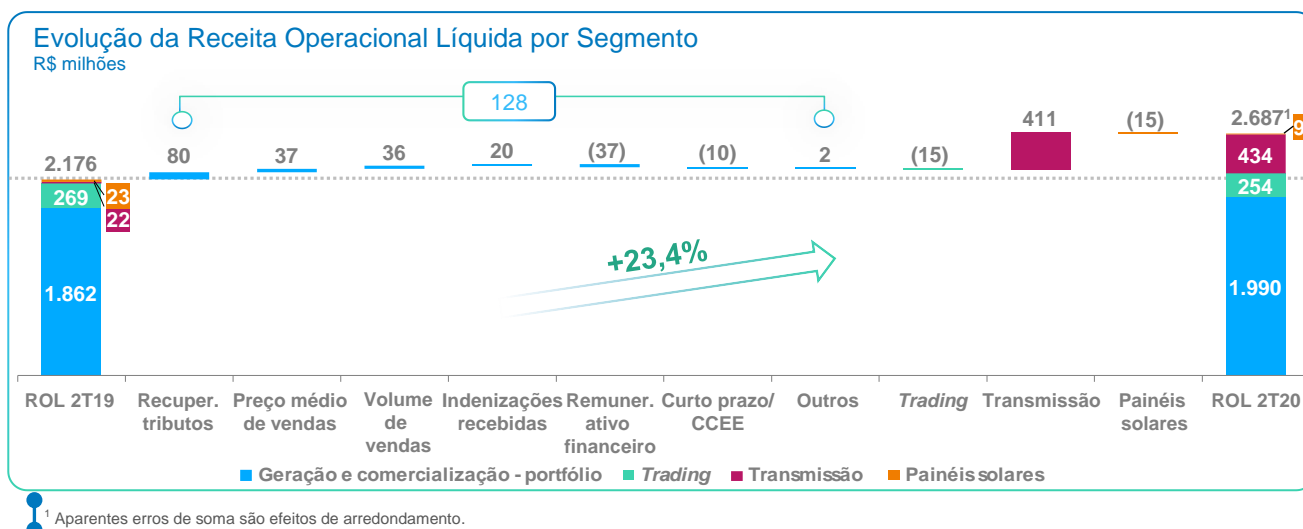 Evolução da Receita Operacional Líquida por Segmento
R$ milhões
128
2.176
80
37
36
20
(37)
(10)
2
(15)
411
(15)
2.687¹
269
23
22
1.862
+23,4%
9
434
254
1.990
ROL 2T19
Recuper.
tributos
Preço médio
de vendas
Volume
de
vendas
Indenizações
recebidas
Remuner.
ativo
financeiro
Curto prazo/
CCEE
Outros
Trading
Transmissão
Painéis
solares
ROL 2T20
Geração e comercialização - portfólio Trading Transmissão Painéis solares
¹ Aparentes erros de soma são efeitos de arredondamento.